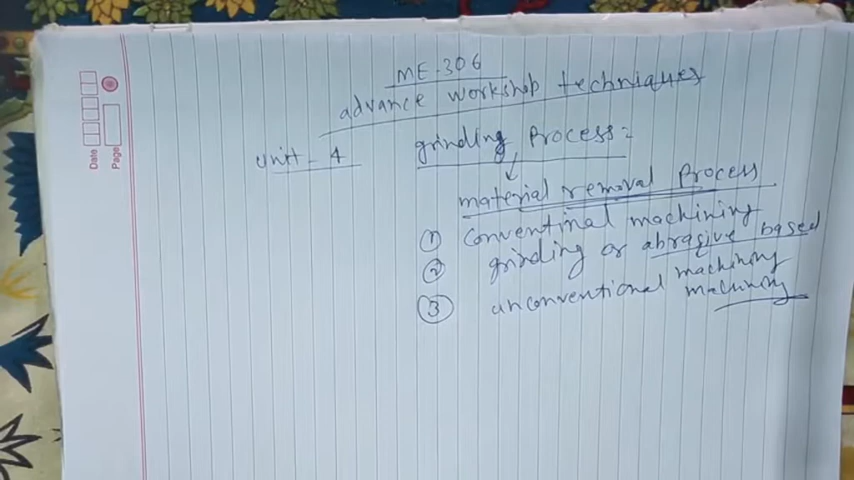 ME-306
advance workshop techniques
unit - 4
grinding Process:
material removal Process
① conventinal machining
② grinding or abrasive based machining
③ unconventional machining
Date
Page